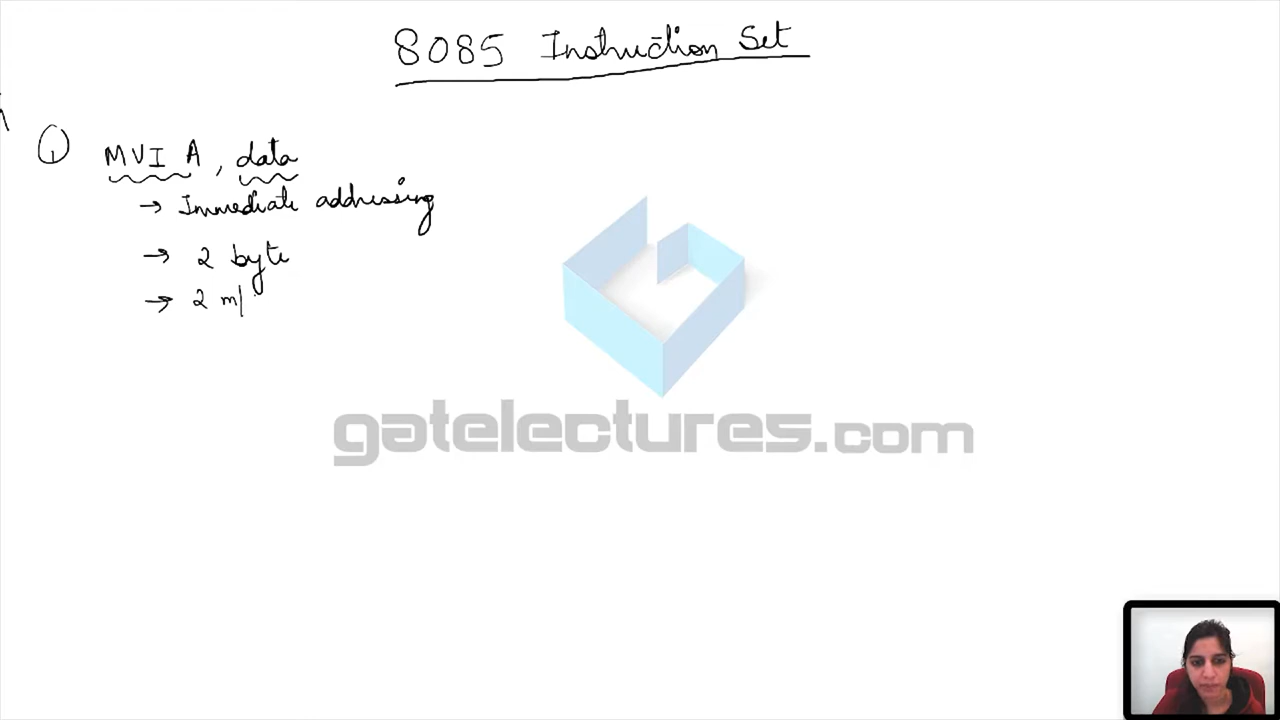 8085 Instruction Set
① MVI A, data
→ Immediate addressing
→ 2 byte
→ 2 m/
gatelectures.com